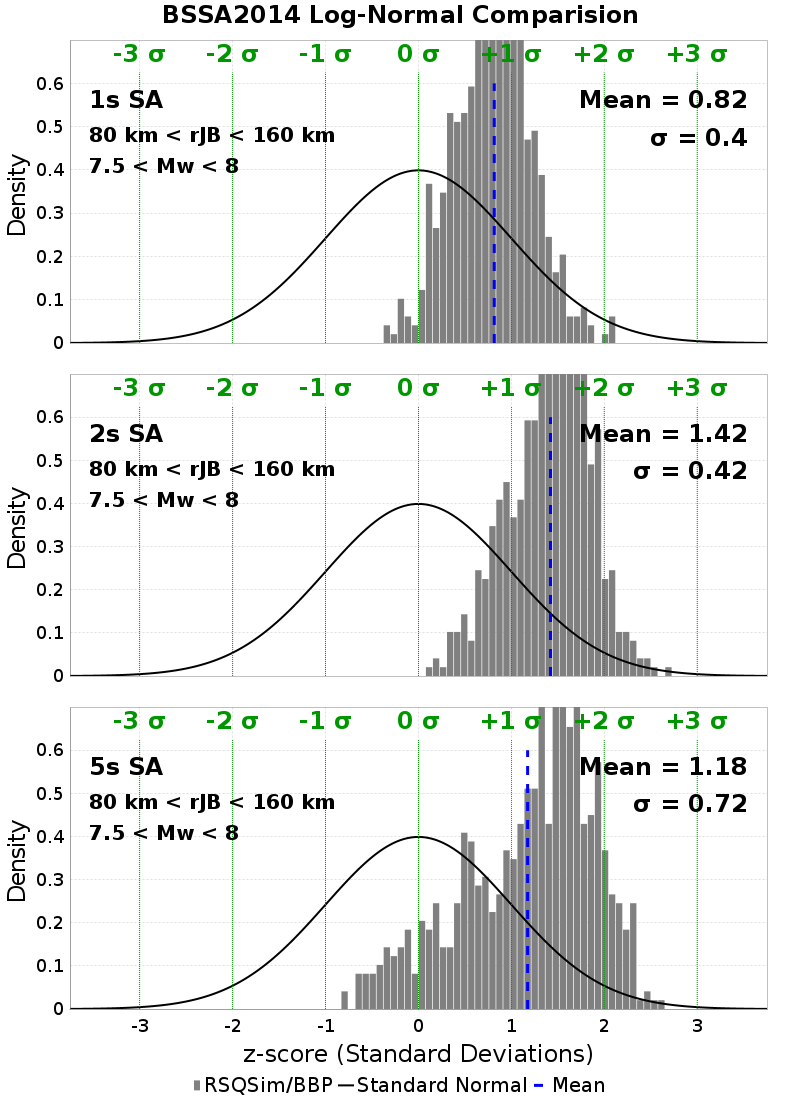 BSSA2014 Log-Normal Comparision
-3 σ -2 σ -1 σ 0 σ +1 σ +2 σ +3 σ
1s SA
80 km < rJB < 160 km
7.5 < Mw < 8
Mean = 0.82
σ = 0.4
Density
0.6
0.5
0.4
0.3
0.2
0.1
0
-3 σ -2 σ -1 σ 0 σ +1 σ +2 σ +3 σ
2s SA
80 km < rJB < 160 km
7.5 < Mw < 8
Mean = 1.42
σ = 0.42
Density
0.6
0.5
0.4
0.3
0.2
0.1
0
-3 σ -2 σ -1 σ 0 σ +1 σ +2 σ +3 σ
5s SA
80 km < rJB < 160 km
7.5 < Mw < 8
Mean = 1.18
σ = 0.72
Density
0.6
0.5
0.4
0.3
0.2
0.1
0
-3 -2 -1 0 1 2 3
z-score (Standard Deviations)
RSQSim/BBP Standard Normal Mean